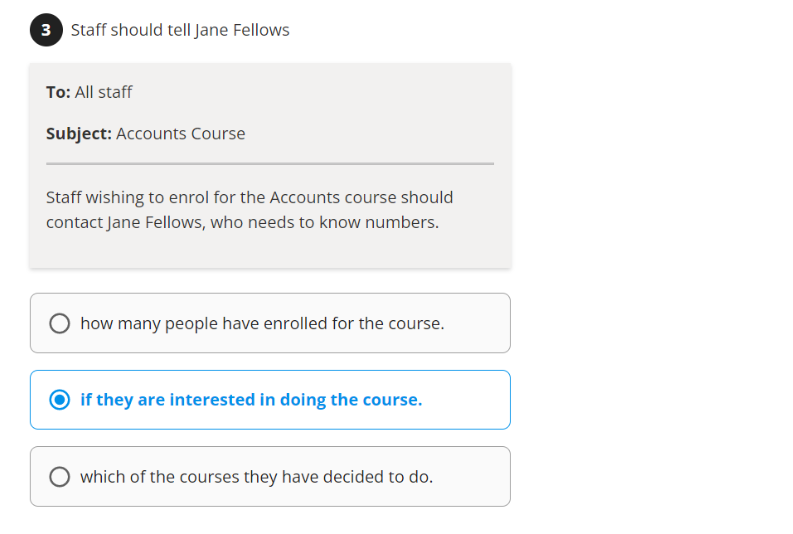 3 Staff should tell Jane Fellows
To: All staff
Subject: Accounts Course
Staff wishing to enrol for the Accounts course should
contact Jane Fellows, who needs to know numbers.
how many people have enrolled for the course.
if they are interested in doing the course.
which of the courses they have decided to do.